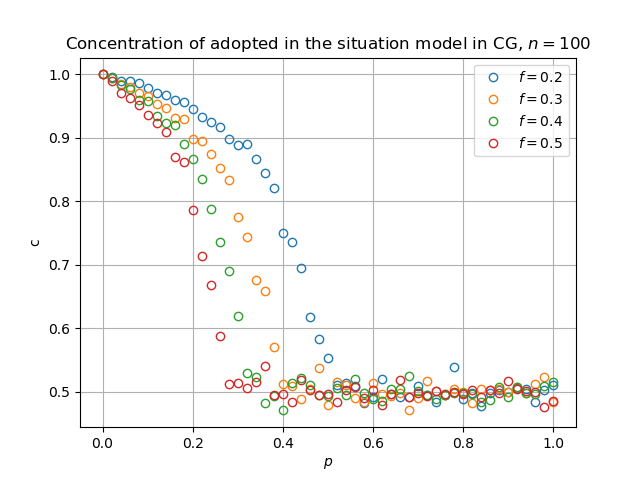 Concentration of adopted in the situation model in CG, n = 100
f = 0.2
f = 0.3
f = 0.4
f = 0.5
c
1.0
0.9
0.8
0.7
0.6
0.5
0.0 0.2 0.4 0.6 0.8 1.0
p